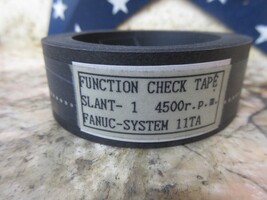 FUNCTION CHECK TAPE
SLANT- 1 4500r.p.m.
FANUC-SYSTEM 11TA